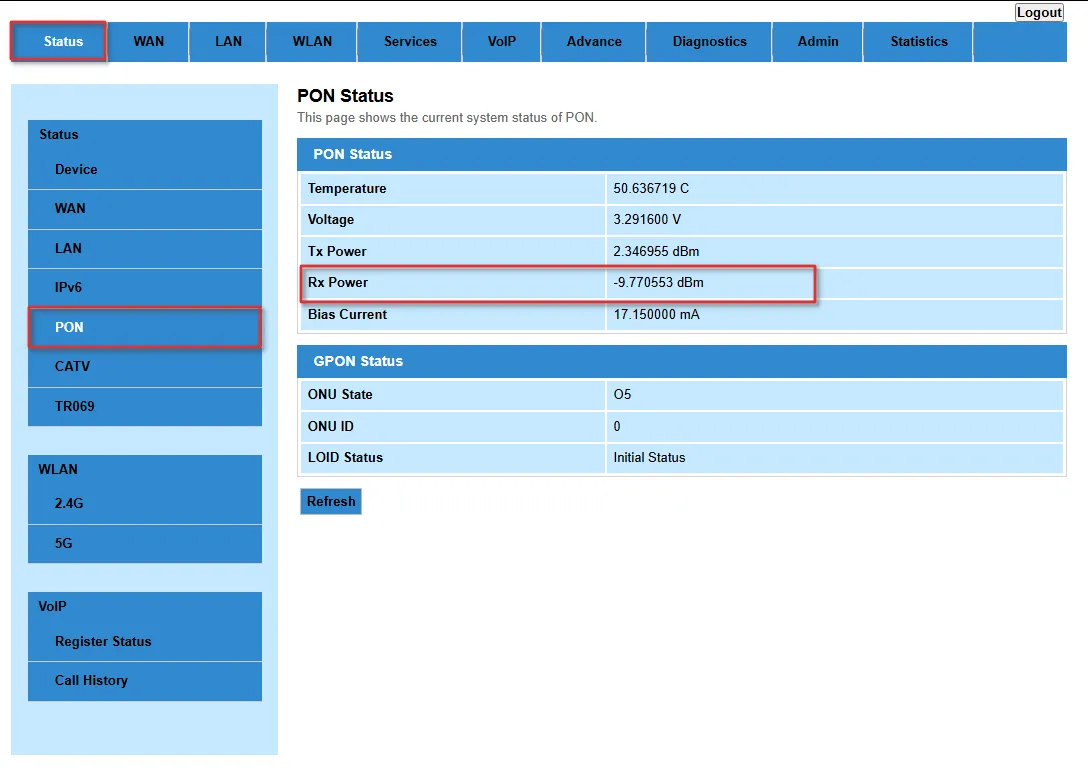 Logout
Status WAN LAN WLAN Services VoIP Advance Diagnostics Admin Statistics
Status
Device
WAN
LAN
IPv6
PON
CATV
TR069
WLAN
2.4G
5G
VoIP
Register Status
Call History
PON Status
This page shows the current system status of PON.
PON Status
Temperature 50.636719 C
Voltage 3.291600 V
Tx Power 2.346955 dBm
Rx Power -9.770553 dBm
Bias Current 17.150000 mA
GPON Status
ONU State O5
ONU ID 0
LOID Status Initial Status
Refresh